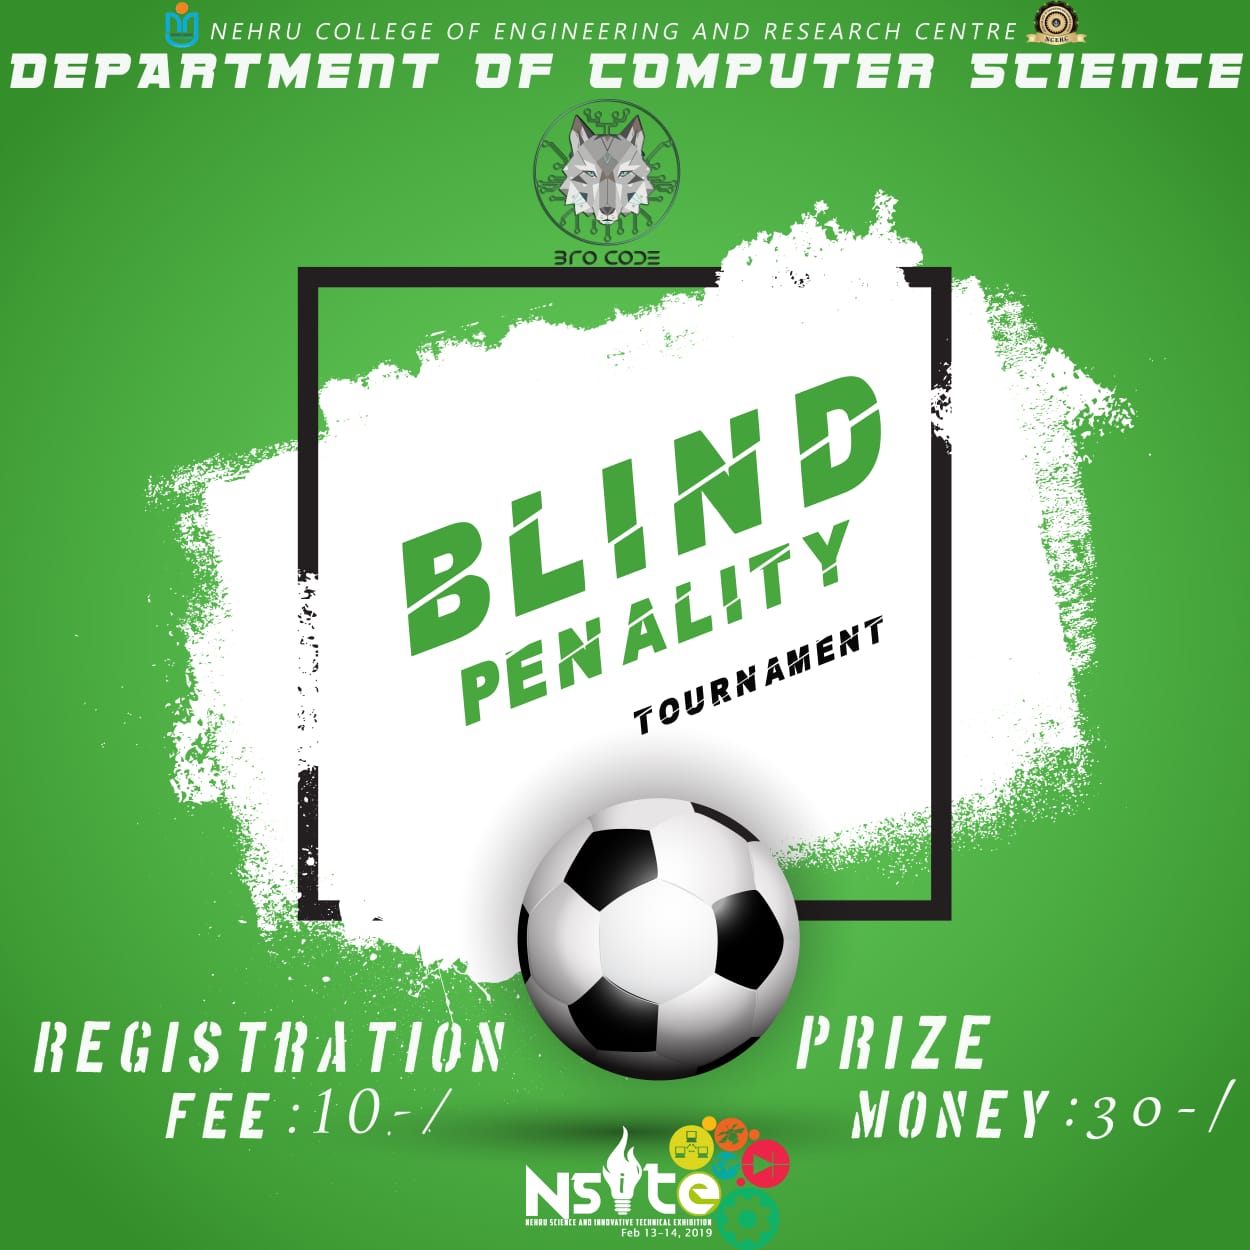 NEHRU COLLEGE OF ENGINEERING AND RESEARCH CENTRE
NCERC
DEPARTMENT OF COMPUTER SCIENCE
BRO CODE
BLIND
PENALITY
TOURNAMENT
REGISTRATION
FEE :10-/
PRIZE
MONEY :30-/
NSite
NEHRU SCIENCE AND INNOVATIVE TECHNICAL EXHIBITION
Feb 13-14, 2019